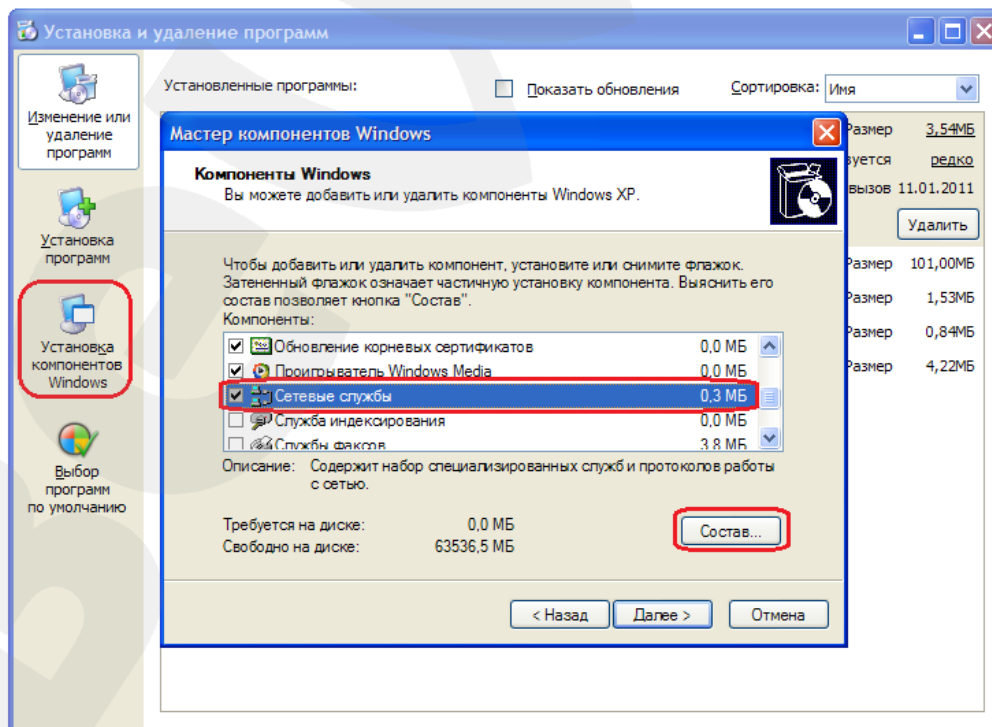 Установка и удаление программ
Изменение или
удаление
программ
Установка
программ
Установка
компонентов
Windows
Выбор
программ
по умолчанию
Установленные программы:
Показать обновления
Сортировка: Имя
Размер 3,54МБ
зуется редко
вызов 11.01.2011
Удалить
Размер 101,00МБ
Размер 1,53МБ
Размер 0,84МБ
Размер 4,22МБ
Мастер компонентов Windows
Компоненты Windows
Вы можете добавить или удалить компоненты Windows XP.
Чтобы добавить или удалить компонент, установите или снимите флажок.
Затененный флажок означает частичную установку компонента. Выяснить его
состав позволяет кнопка "Состав".
Компоненты:
Обновление корневых сертификатов 0,0 МБ
Проигрыватель Windows Media 0,0 МБ
Сетевые службы 0,3 МБ
Служба индексирования 0,0 МБ
Службы факсов 3,8 МБ
Описание: Содержит набор специализированных служб и протоколов работы
с сетью.
Требуется на диске: 0,0 МБ
Свободно на диске: 63536,5 МБ
Состав...
< Назад Далее > Отмена